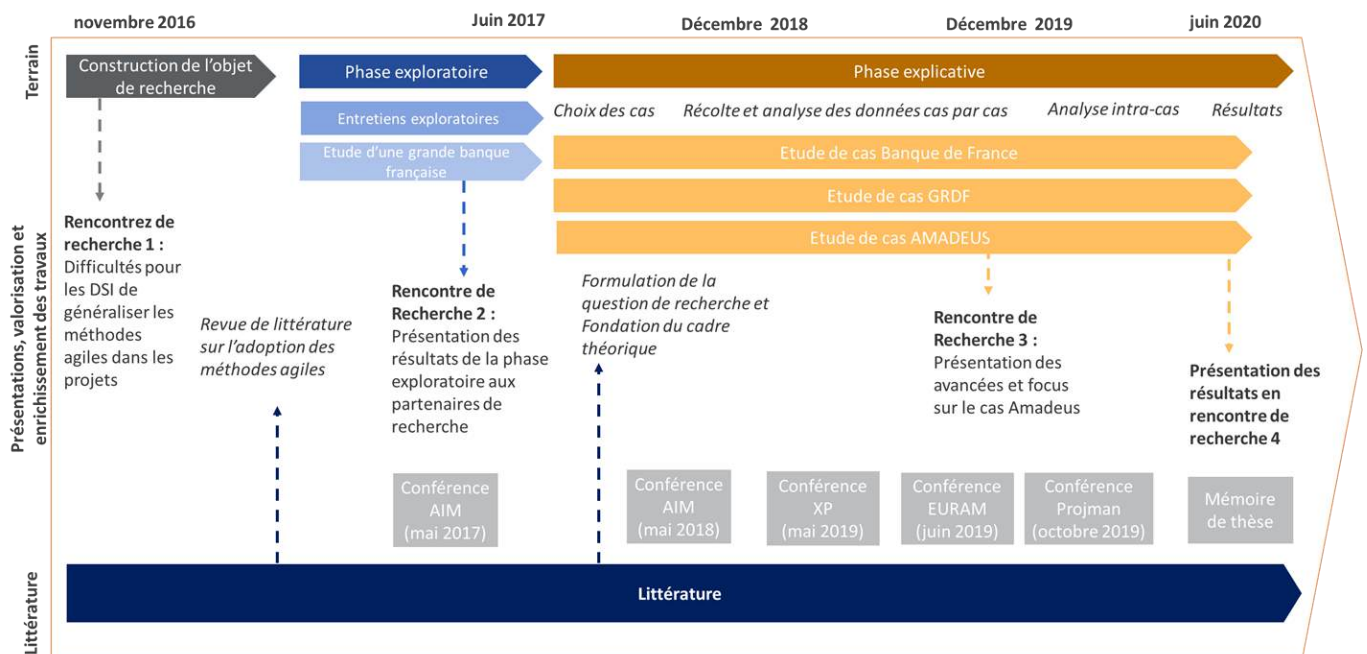 novembre 2016
Juin 2017
Décembre 2018
Décembre 2019
juin 2020
Terrain
Construction de l'objet
de recherche
Phase exploratoire
Phase explicative
Entretiens exploratoires
Choix des cas
Récolte et analyse des données cas par cas
Analyse intra-cas
Résultats
Etude d'une grande banque
française
Etude de cas Banque de France
Etude de cas GRDF
Etude de cas AMADEUS
Présentations, valorisation et
enrichissement des travaux
Rencontrez de
recherche 1 :
Difficultés pour
les DSI de
généraliser les
méthodes
agiles dans les
projets
Revue de littérature
sur l'adoption des
méthodes agiles
Rencontre de
Recherche 2 :
Présentation des
résultats de la phase
exploratoire aux
partenaires de
recherche
Formulation de la
question de recherche et
Fondation du cadre
théorique
Rencontre de
Recherche 3 :
Présentation des
avancées et focus
sur le cas Amadeus
Présentation des
résultats en
rencontre de
recherche 4
Conférence
AIM
(mai 2017)
Conférence
AIM
(mai 2018)
Conférence
XP
(mai 2019)
Conférence
EURAM
(juin 2019)
Conférence
Projman
(octobre 2019)
Mémoire
de thèse
Littérature
Littérature